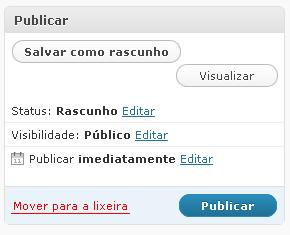 Publicar
Salvar como rascunho
Visualizar
Status: Rascunho Editar
Visibilidade: Público Editar
Publicar imediatamente Editar
Mover para a lixeira Publicar